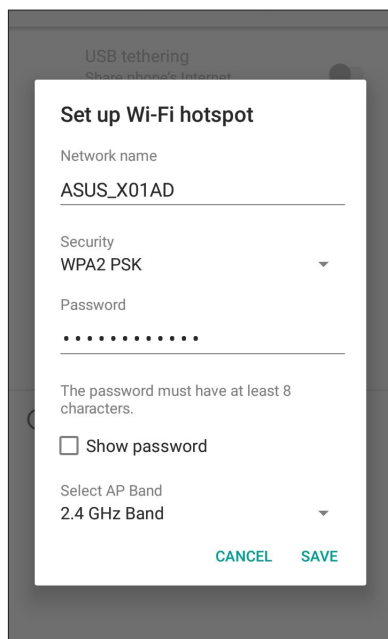 USB tethering
Share phone's Internet
Set up Wi-Fi hotspot
Network name
ASUS_X01AD
Security
WPA2 PSK
Password
••••••••••••
The password must have at least 8
characters.
Show password
Select AP Band
2.4 GHz Band
CANCEL SAVE